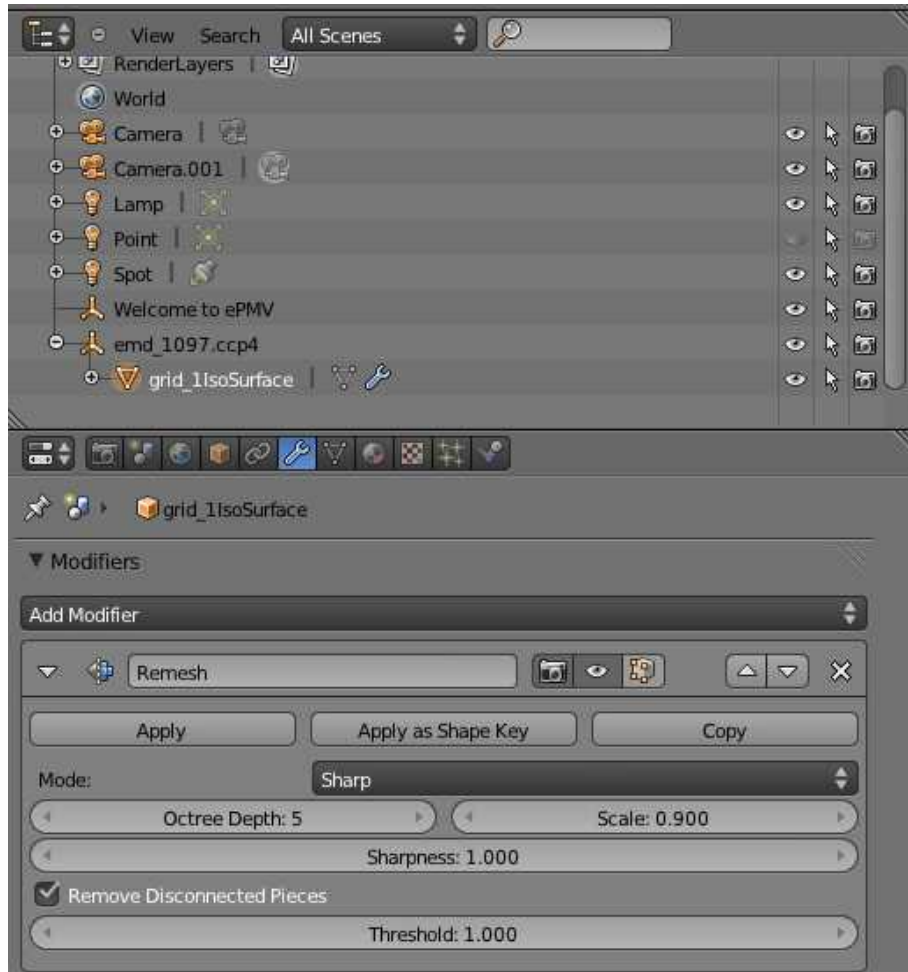 View Search All Scenes
RenderLayers
World
Camera
Camera.001
Lamp
Point
Spot
Welcome to ePMV
emd_1097.ccp4
grid_1IsoSurface
grid_1IsoSurface
Modifiers
Add Modifier
Remesh
Apply Apply as Shape Key Copy
Mode: Sharp
Octree Depth: 5 Scale: 0.900
Sharpness: 1.000
Remove Disconnected Pieces
Threshold: 1.000